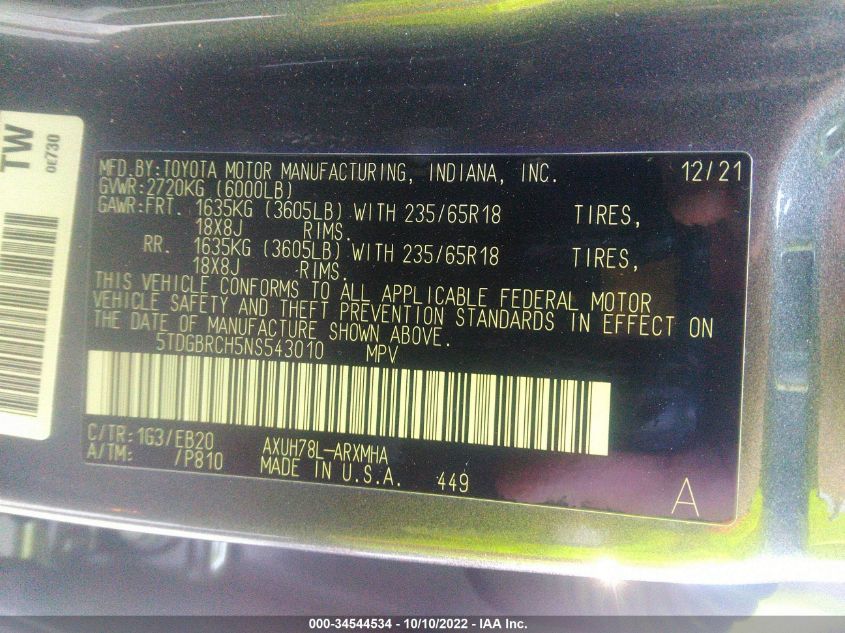 TW
0E730
MFD.BY:TOYOTA MOTOR MANUFACTURING, INDIANA, INC. 12/21
GVWR:2720KG (6000LB)
GAWR:FRT. 1635KG (3605LB) WITH 235/65R18 TIRES,
18X8J RIMS.
RR. 1635KG (3605LB) WITH 235/65R18 TIRES,
18X8J RIMS.
THIS VEHICLE CONFORMS TO ALL APPLICABLE FEDERAL MOTOR
VEHICLE SAFETY AND THEFT PREVENTION STANDARDS IN EFFECT ON
THE DATE OF MANUFACTURE SHOWN ABOVE.
5TDGBRCH5NS543010 MPV
C/TR:1G3/EB20 AXUH78L-ARXMHA
A/TM: /P810 MADE IN U.S.A. 449
A
000-34544534 - 10/10/2022 - IAA Inc.